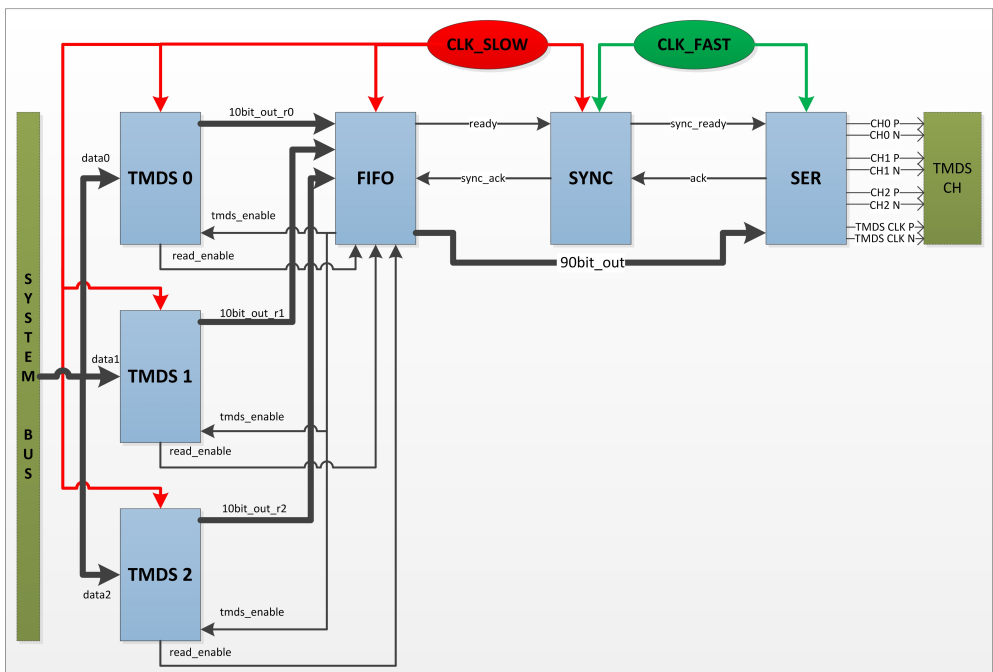 CLK_SLOW
CLK_FAST
10bit_out_r0
ready
sync_ready
CH0 P
CH0 N
data0
TMDS 0
FIFO
SYNC
SER
CH1 P
CH1 N
TMDS
CH
sync_ack
ack
CH2 P
CH2 N
tmds_enable
TMDS CLK P
TMDS CLK N
read_enable
90bit_out
SYSTEM BUS
10bit_out_r1
data1
TMDS 1
tmds_enable
read_enable
10bit_out_r2
TMDS 2
data2
tmds_enable
read_enable